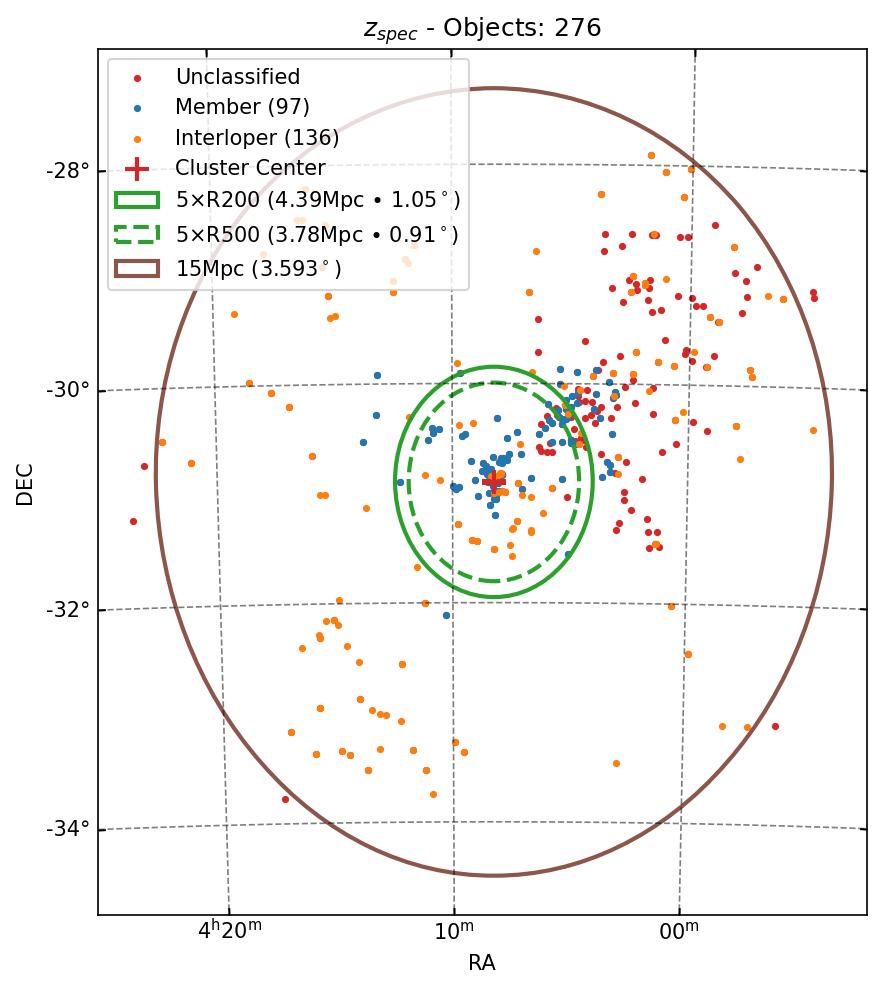 z_spec - Objects: 276
Unclassified
Member (97)
Interloper (136)
Cluster Center
5×R200 (4.39Mpc • 1.05°)
5×R500 (3.78Mpc • 0.91°)
15Mpc (3.593°)
-28°
-30°
-32°
-34°
DEC
4ʰ20ᵐ
10ᵐ
00ᵐ
RA